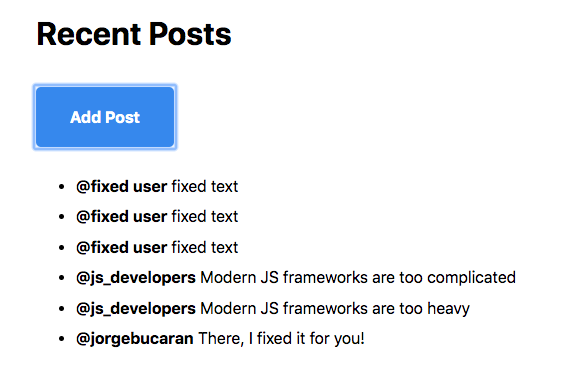 Recent Posts
Add Post
@fixed user fixed text
@fixed user fixed text
@fixed user fixed text
@js_developers Modern JS frameworks are too complicated
@js_developers Modern JS frameworks are too heavy
@jorgebucaran There, I fixed it for you!